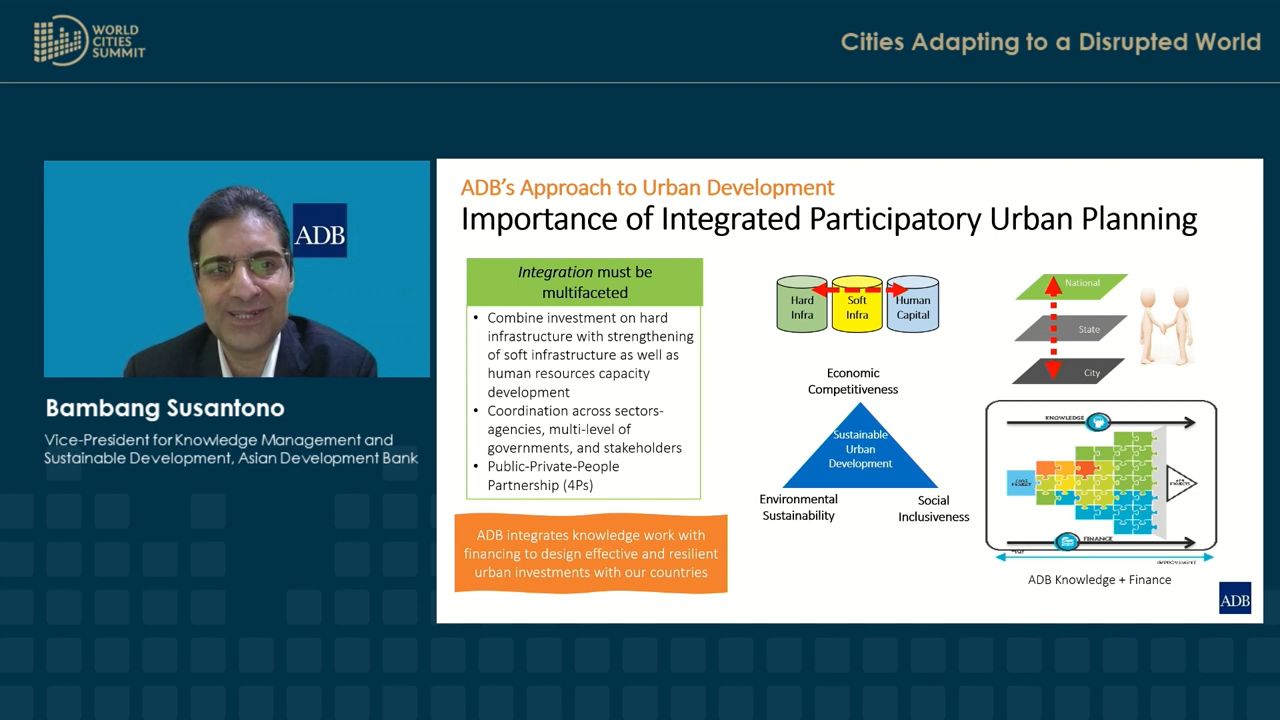 WORLD
CITIES
SUMMIT
Cities Adapting to a Disrupted World
ADB
Bambang Susantono
Vice-President for Knowledge Management and
Sustainable Development, Asian Development Bank
ADB's Approach to Urban Development
Importance of Integrated Participatory Urban Planning
Integration must be
multifaceted
• Combine investment on hard
infrastructure with strengthening
of soft infrastructure as well as
human resources capacity
development
• Coordination across sectors-
agencies, multi-level of
governments, and stakeholders
• Public-Private-People
Partnership (4Ps)
ADB integrates knowledge work with
financing to design effective and resilient
urban investments with our countries
Hard
Infra
Soft
Infra
Human
Capital
Economic
Competitiveness
Sustainable
Urban
Development
Environmental
Sustainability
Social
Inclusiveness
National
State
City
KNOWLEDGE
FINANCE
IMPROVEMENT
ADB Knowledge + Finance
ADB